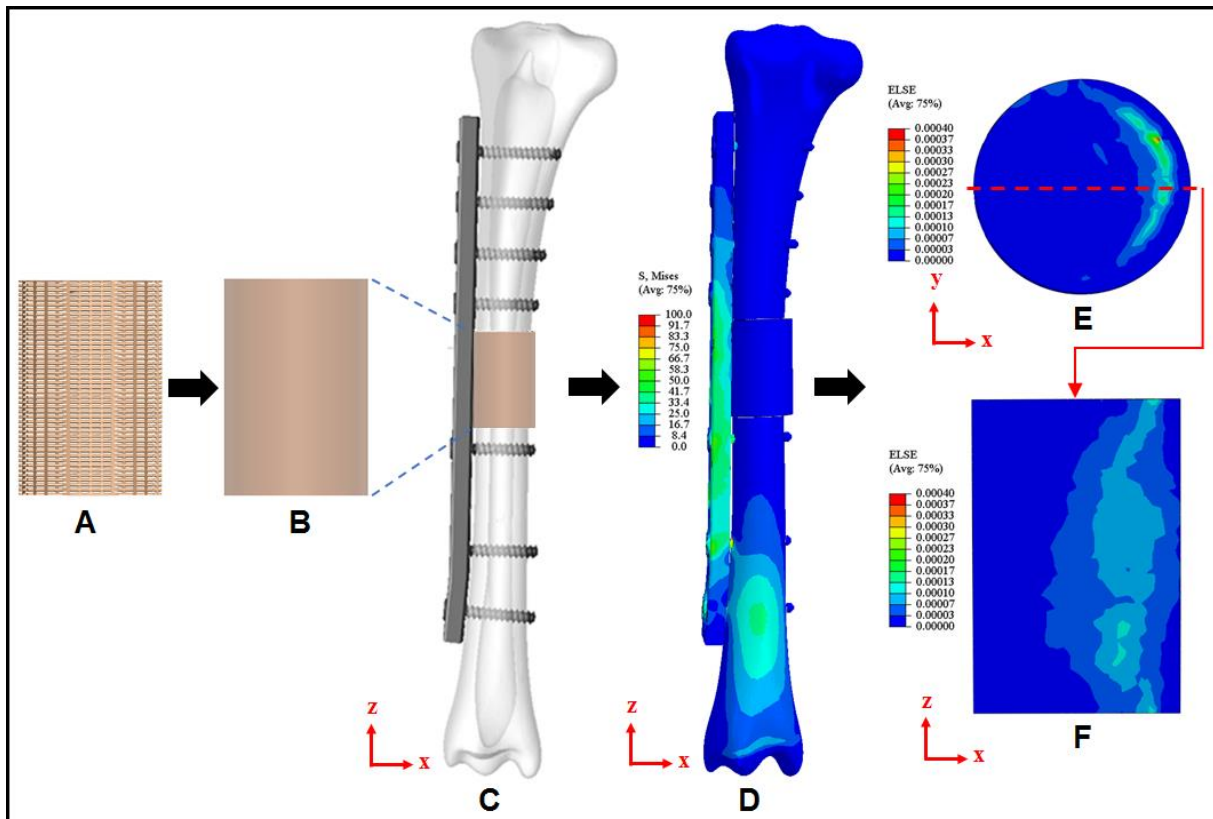 A
B
C
S, Mises
(Avg: 75%)
100.0
91.7
83.3
75.0
66.7
58.3
50.0
41.7
33.4
25.0
16.7
8.4
0.0
z
x
D
z
x
ELSE
(Avg: 75%)
0.00040
0.00037
0.00033
0.00030
0.00027
0.00023
0.00020
0.00017
0.00013
0.00010
0.00007
0.00003
0.00000
y
x
E
ELSE
(Avg: 75%)
0.00040
0.00037
0.00033
0.00030
0.00027
0.00023
0.00020
0.00017
0.00013
0.00010
0.00007
0.00003
0.00000
z
x
F